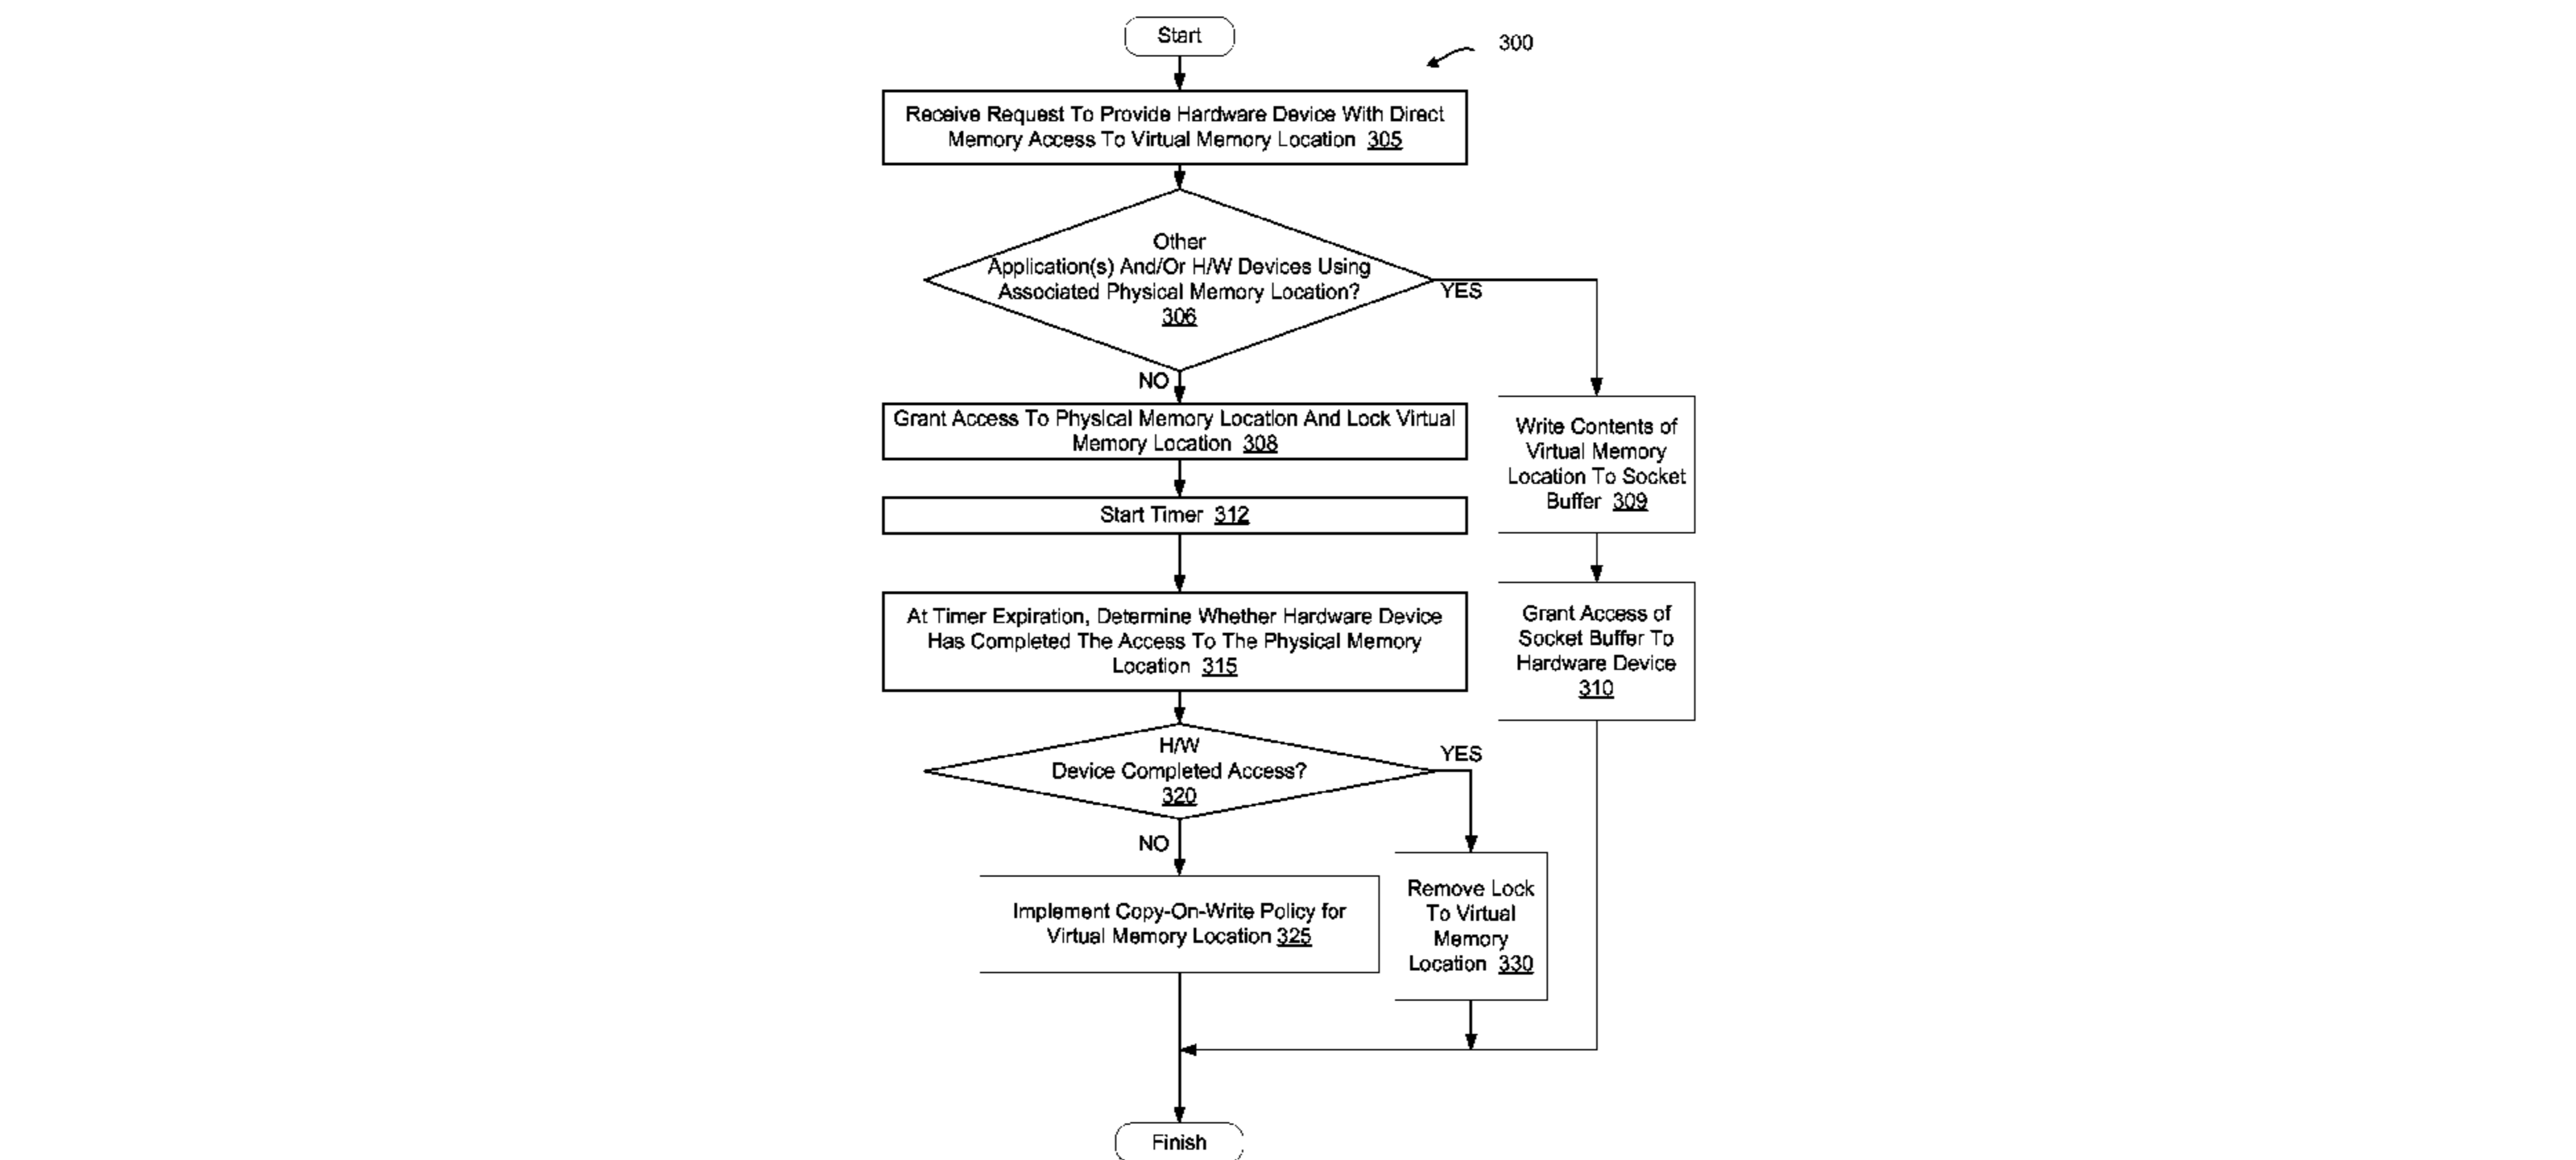 Start
300
Receive Request To Provide Hardware Device With Direct
Memory Access To Virtual Memory Location 305
Other
Application(s) And/Or H/W Devices Using
Associated Physical Memory Location?
306
YES
NO
Grant Access To Physical Memory Location And Lock Virtual
Memory Location 308
Write Contents of
Virtual Memory
Location To Socket
Buffer 309
Start Timer 312
At Timer Expiration, Determine Whether Hardware Device
Has Completed The Access To The Physical Memory
Location 315
Grant Access of
Socket Buffer To
Hardware Device
310
H/W
Device Completed Access?
320
YES
NO
Implement Copy-On-Write Policy for
Virtual Memory Location 325
Remove Lock
To Virtual
Memory
Location 330
Finish